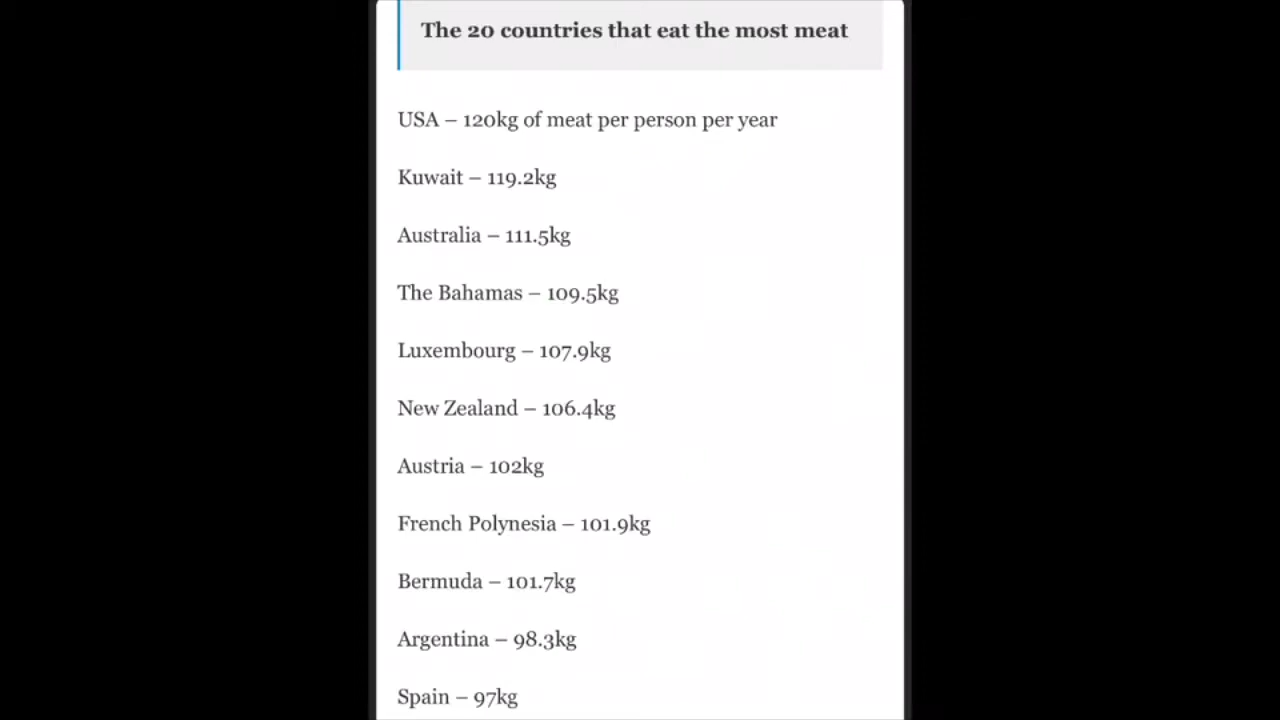 The 20 countries that eat the most meat
USA – 120kg of meat per person per year
Kuwait – 119.2kg
Australia – 111.5kg
The Bahamas – 109.5kg
Luxembourg – 107.9kg
New Zealand – 106.4kg
Austria – 102kg
French Polynesia – 101.9kg
Bermuda – 101.7kg
Argentina – 98.3kg
Spain – 97kg